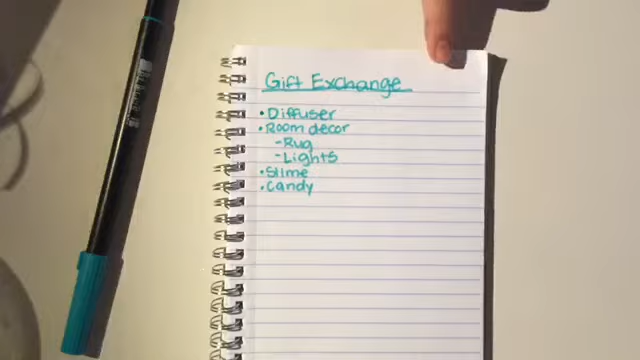 Gift Exchange
• Diffuser
• Room decor
- Rug
- Lights
• Slime
• Candy